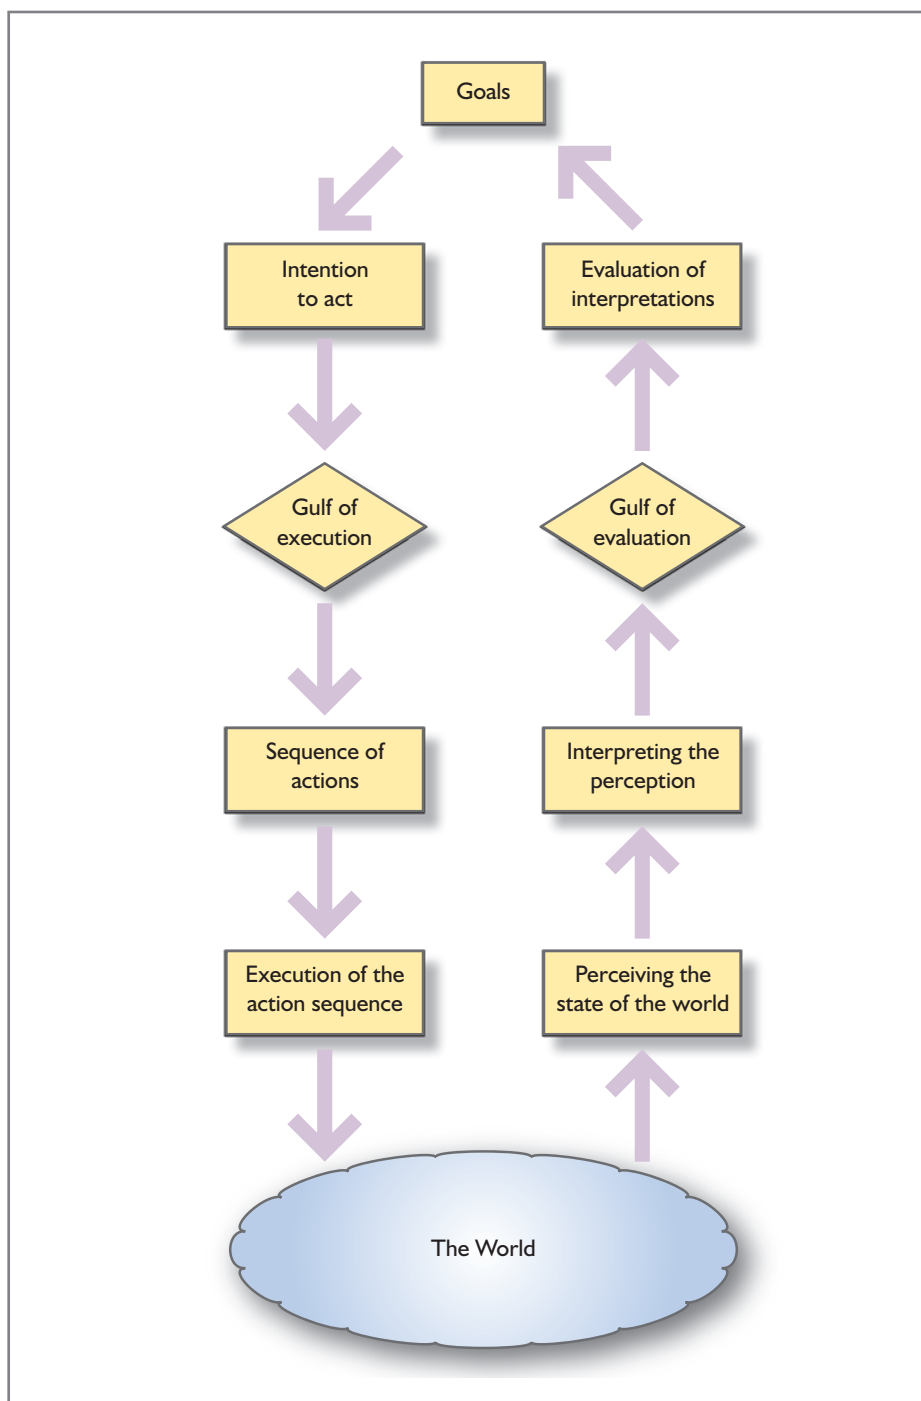 Goals
Intention
to act
Evaluation of
interpretations
Gulf of
execution
Gulf of
evaluation
Sequence of
actions
Interpreting the
perception
Execution of the
action sequence
Perceiving the
state of the world
The World